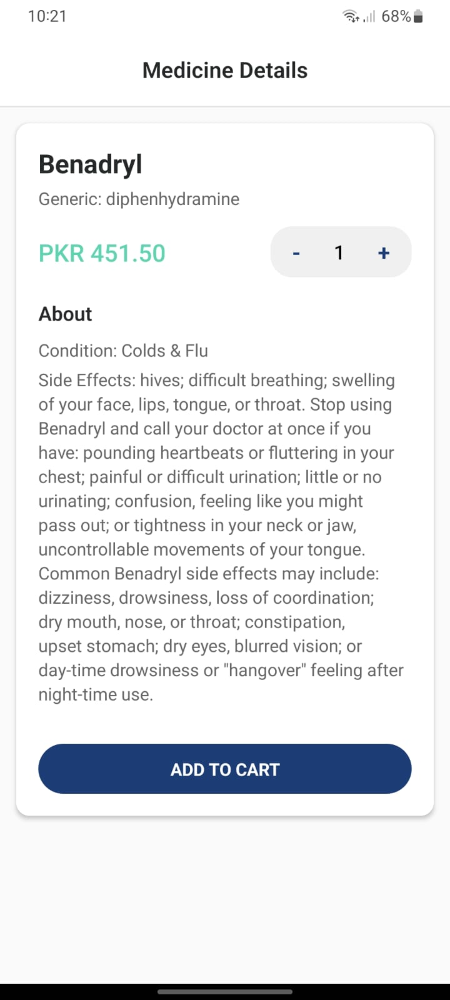 10:21
68%
Medicine Details
Benadryl
Generic: diphenhydramine
PKR 451.50
- 1 +
About
Condition: Colds & Flu
Side Effects: hives; difficult breathing; swelling
of your face, lips, tongue, or throat. Stop using
Benadryl and call your doctor at once if you
have: pounding heartbeats or fluttering in your
chest; painful or difficult urination; little or no
urinating; confusion, feeling like you might
pass out; or tightness in your neck or jaw,
uncontrollable movements of your tongue.
Common Benadryl side effects may include:
dizziness, drowsiness, loss of coordination;
dry mouth, nose, or throat; constipation,
upset stomach; dry eyes, blurred vision; or
day-time drowsiness or "hangover" feeling after
night-time use.
ADD TO CART